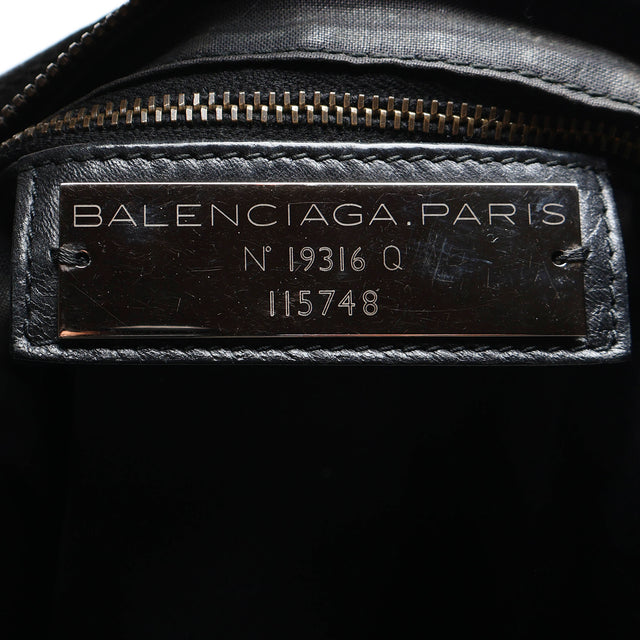 BALENCIAGA.PARIS
N° 19316 Q
115748